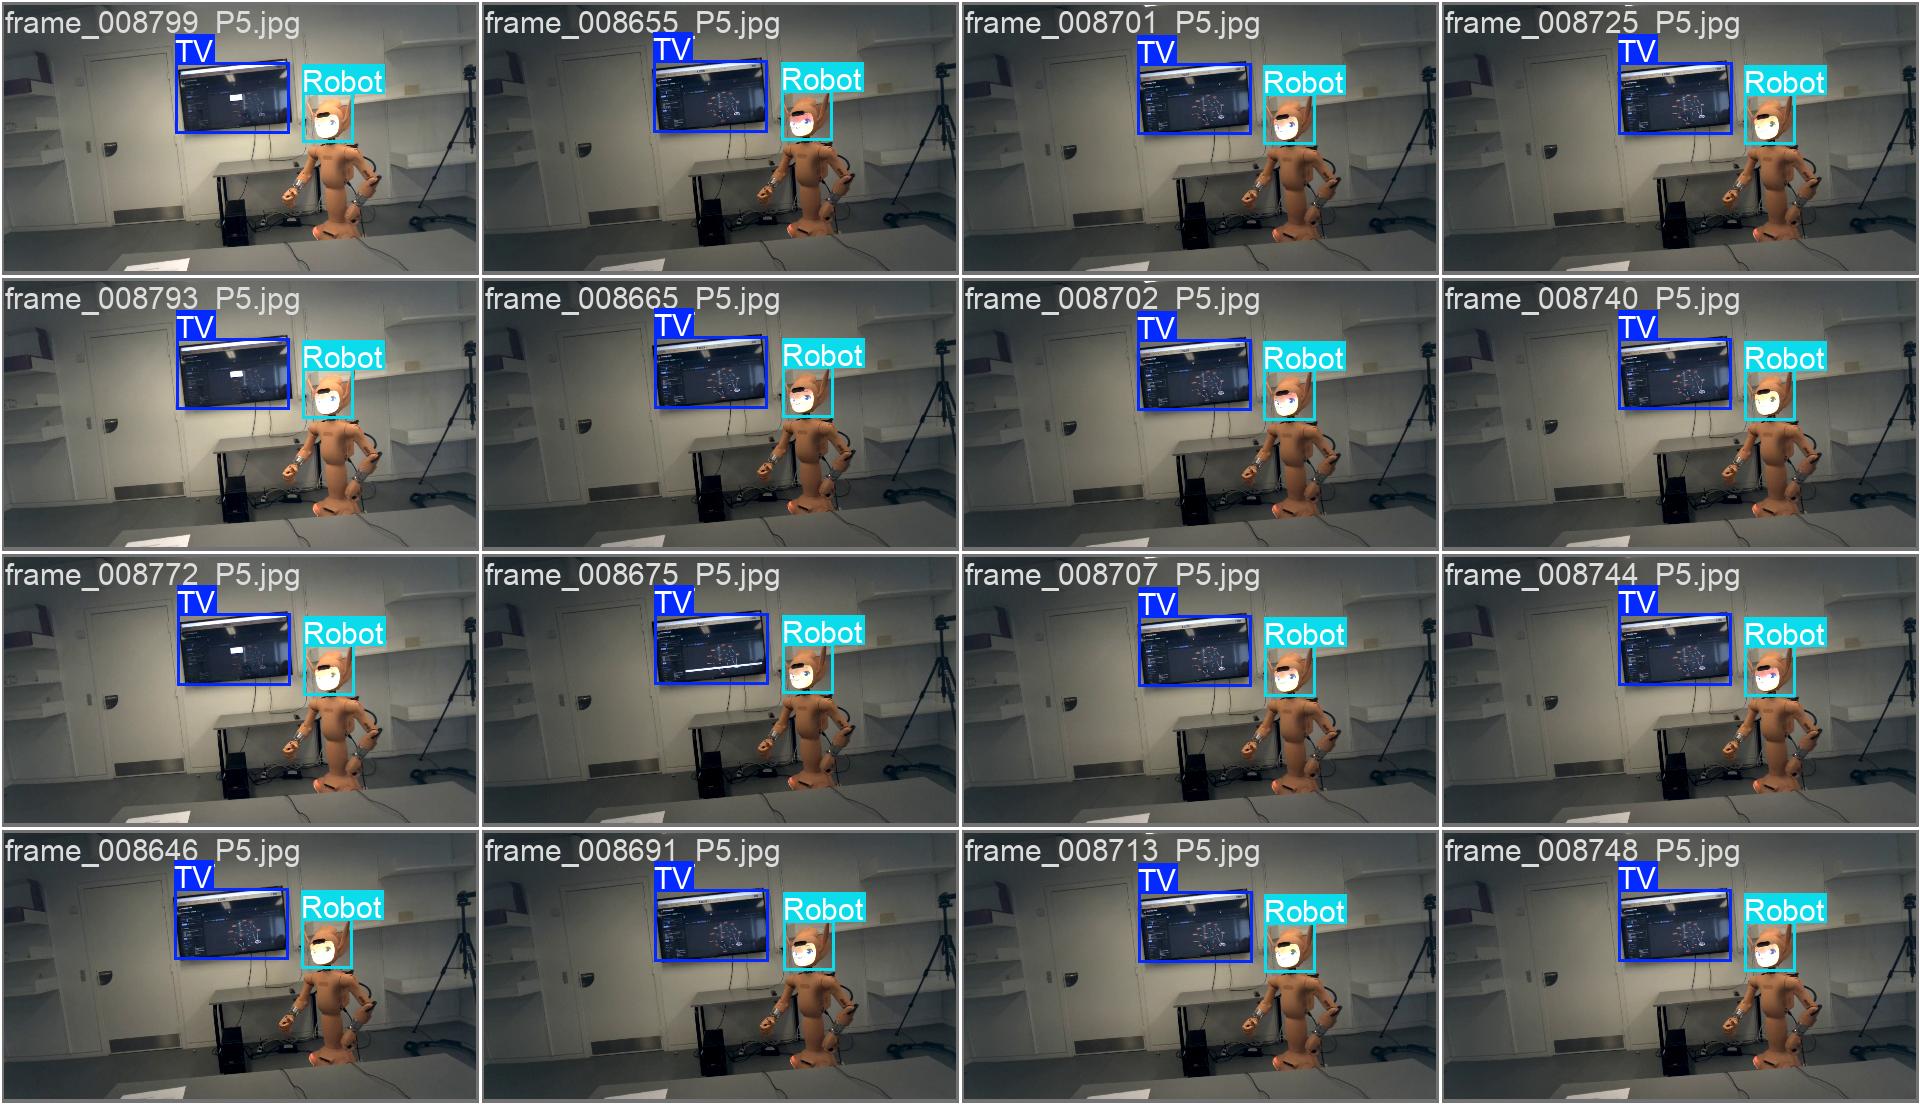 frame_008799_P5.jpg
TV
Robot
frame_008655_P5.jpg
TV
Robot
frame_008701_P5.jpg
TV
Robot
frame_008725_P5.jpg
TV
Robot
frame_008793_P5.jpg
TV
Robot
frame_008665_P5.jpg
TV
Robot
frame_008702_P5.jpg
TV
Robot
frame_008740_P5.jpg
TV
Robot
frame_008772_P5.jpg
TV
Robot
frame_008675_P5.jpg
TV
Robot
frame_008707_P5.jpg
TV
Robot
frame_008744_P5.jpg
TV
Robot
frame_008646_P5.jpg
TV
Robot
frame_008691_P5.jpg
TV
Robot
frame_008713_P5.jpg
TV
Robot
frame_008748_P5.jpg
TV
Robot